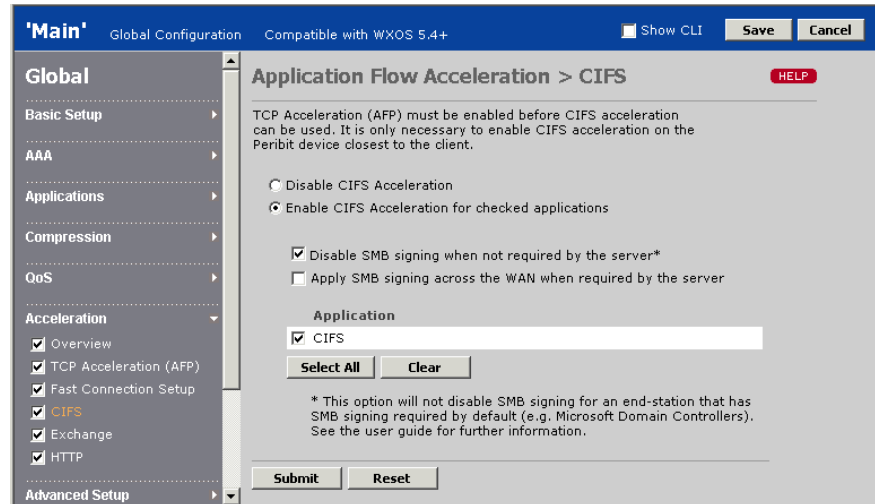 'Main' Global Configuration Compatible with WXOS 5.4+ Show CLI Save Cancel
Global
Basic Setup
AAA
Applications
Compression
QoS
Acceleration
Overview
TCP Acceleration (AFP)
Fast Connection Setup
CIFS
Exchange
HTTP
Advanced Setup
Application Flow Acceleration > CIFS HELP
TCP Acceleration (AFP) must be enabled before CIFS acceleration
can be used. It is only necessary to enable CIFS acceleration on the
Peribit device closest to the client.
Disable CIFS Acceleration
Enable CIFS Acceleration for checked applications
Disable SMB signing when not required by the server*
Apply SMB signing across the WAN when required by the server
Application
CIFS
Select All Clear
* This option will not disable SMB signing for an end-station that has
SMB signing required by default (e.g. Microsoft Domain Controllers).
See the user guide for further information.
Submit Reset